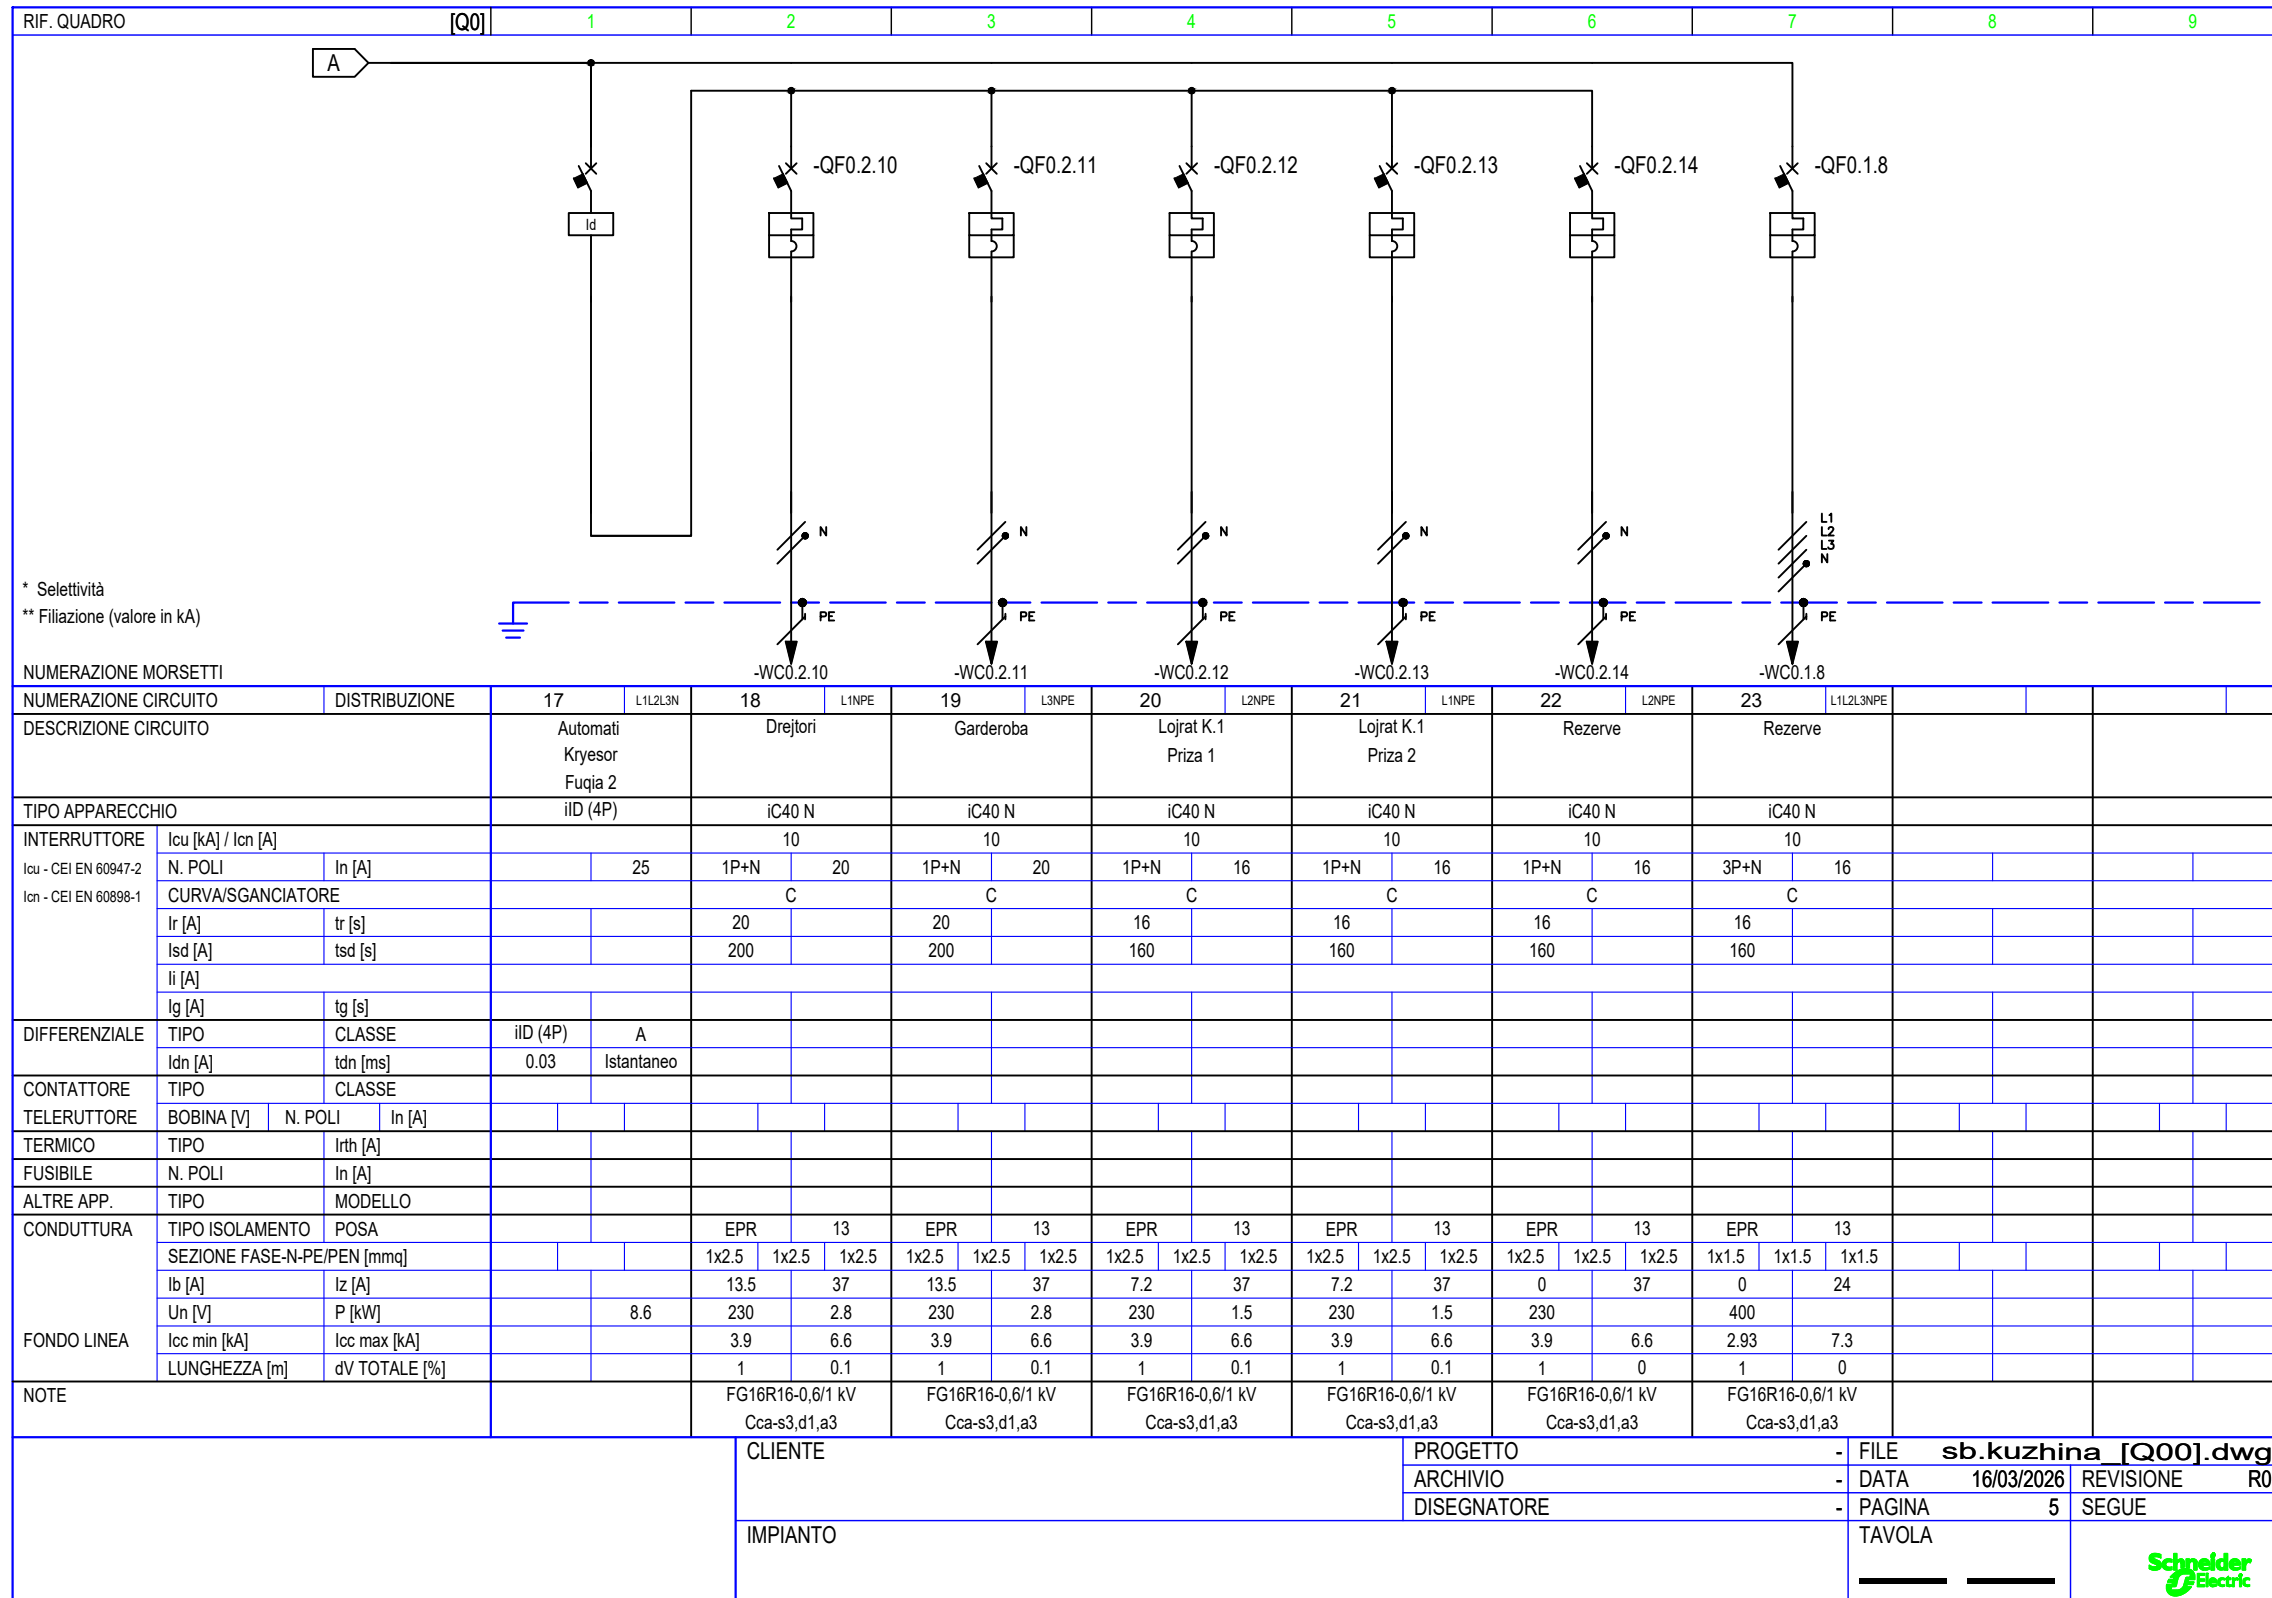 RIF. QUADRO [Q0] 1 2 3 4 5 6 7 8 9
A
-QF0.2.10 -QF0.2.11 -QF0.2.12 -QF0.2.13 -QF0.2.14 -QF0.1.8
Id
L1
N N N N N L2
L3
N
* Selettività
** Filiazione (valore in kA) PE PE PE PE PE PE
NUMERAZIONE MORSETTI -WC0.2.10 -WC0.2.11 -WC0.2.12 -WC0.2.13 -WC0.2.14 -WC0.1.8
NUMERAZIONE CIRCUITO DISTRIBUZIONE 17 L1L2L3N 18 L1NPE 19 L3NPE 20 L2NPE 21 L1NPE 22 L2NPE 23 L1L2L3NPE
DESCRIZIONE CIRCUITO Automati Drejtori Garderoba Lojrat K.1 Lojrat K.1 Rezerve Rezerve
Kryesor Priza 1 Priza 2
Fuqia 2
TIPO APPARECCHIO iID (4P) iC40 N iC40 N iC40 N iC40 N iC40 N iC40 N
INTERRUTTORE Icu [kA] / Icn [A] 10 10 10 10 10 10
Icu - CEI EN 60947-2 N. POLI In [A] 25 1P+N 20 1P+N 20 1P+N 16 1P+N 16 1P+N 16 3P+N 16
Icn - CEI EN 60898-1 CURVA/SGANCIATORE C C C C C C
Ir [A] tr [s] 20 20 16 16 16 16
Isd [A] tsd [s] 200 200 160 160 160 160
Ii [A]
Ig [A] tg [s]
DIFFERENZIALE TIPO CLASSE iID (4P) A
Idn [A] tdn [ms] 0.03 Istantaneo
CONTATTORE TIPO CLASSE
TELERUTTORE BOBINA [V] N. POLI In [A]
TERMICO TIPO Irth [A]
FUSIBILE N. POLI In [A]
ALTRE APP. TIPO MODELLO
CONDUTTURA TIPO ISOLAMENTO POSA EPR 13 EPR 13 EPR 13 EPR 13 EPR 13 EPR 13
SEZIONE FASE-N-PE/PEN [mmq] 1x2.5 1x2.5 1x2.5 1x2.5 1x2.5 1x2.5 1x2.5 1x2.5 1x2.5 1x2.5 1x2.5 1x2.5 1x2.5 1x2.5 1x2.5 1x1.5 1x1.5 1x1.5
Ib [A] Iz [A] 13.5 37 13.5 37 7.2 37 7.2 37 0 37 0 24
Un [V] P [kW] 8.6 230 2.8 230 2.8 230 1.5 230 1.5 230 400
FONDO LINEA Icc min [kA] Icc max [kA] 3.9 6.6 3.9 6.6 3.9 6.6 3.9 6.6 3.9 6.6 2.93 7.3
LUNGHEZZA [m] dV TOTALE [%] 1 0.1 1 0.1 1 0.1 1 0.1 1 0 1 0
NOTE FG16R16-0,6/1 kV FG16R16-0,6/1 kV FG16R16-0,6/1 kV FG16R16-0,6/1 kV FG16R16-0,6/1 kV FG16R16-0,6/1 kV
Cca-s3,d1,a3 Cca-s3,d1,a3 Cca-s3,d1,a3 Cca-s3,d1,a3 Cca-s3,d1,a3 Cca-s3,d1,a3
CLIENTE PROGETTO - FILE sb.kuzhina_[Q00].dwg
ARCHIVIO - DATA 16/03/2026 REVISIONE R0
DISEGNATORE - PAGINA 5 SEGUE
IMPIANTO TAVOLA
Schneider
Electric